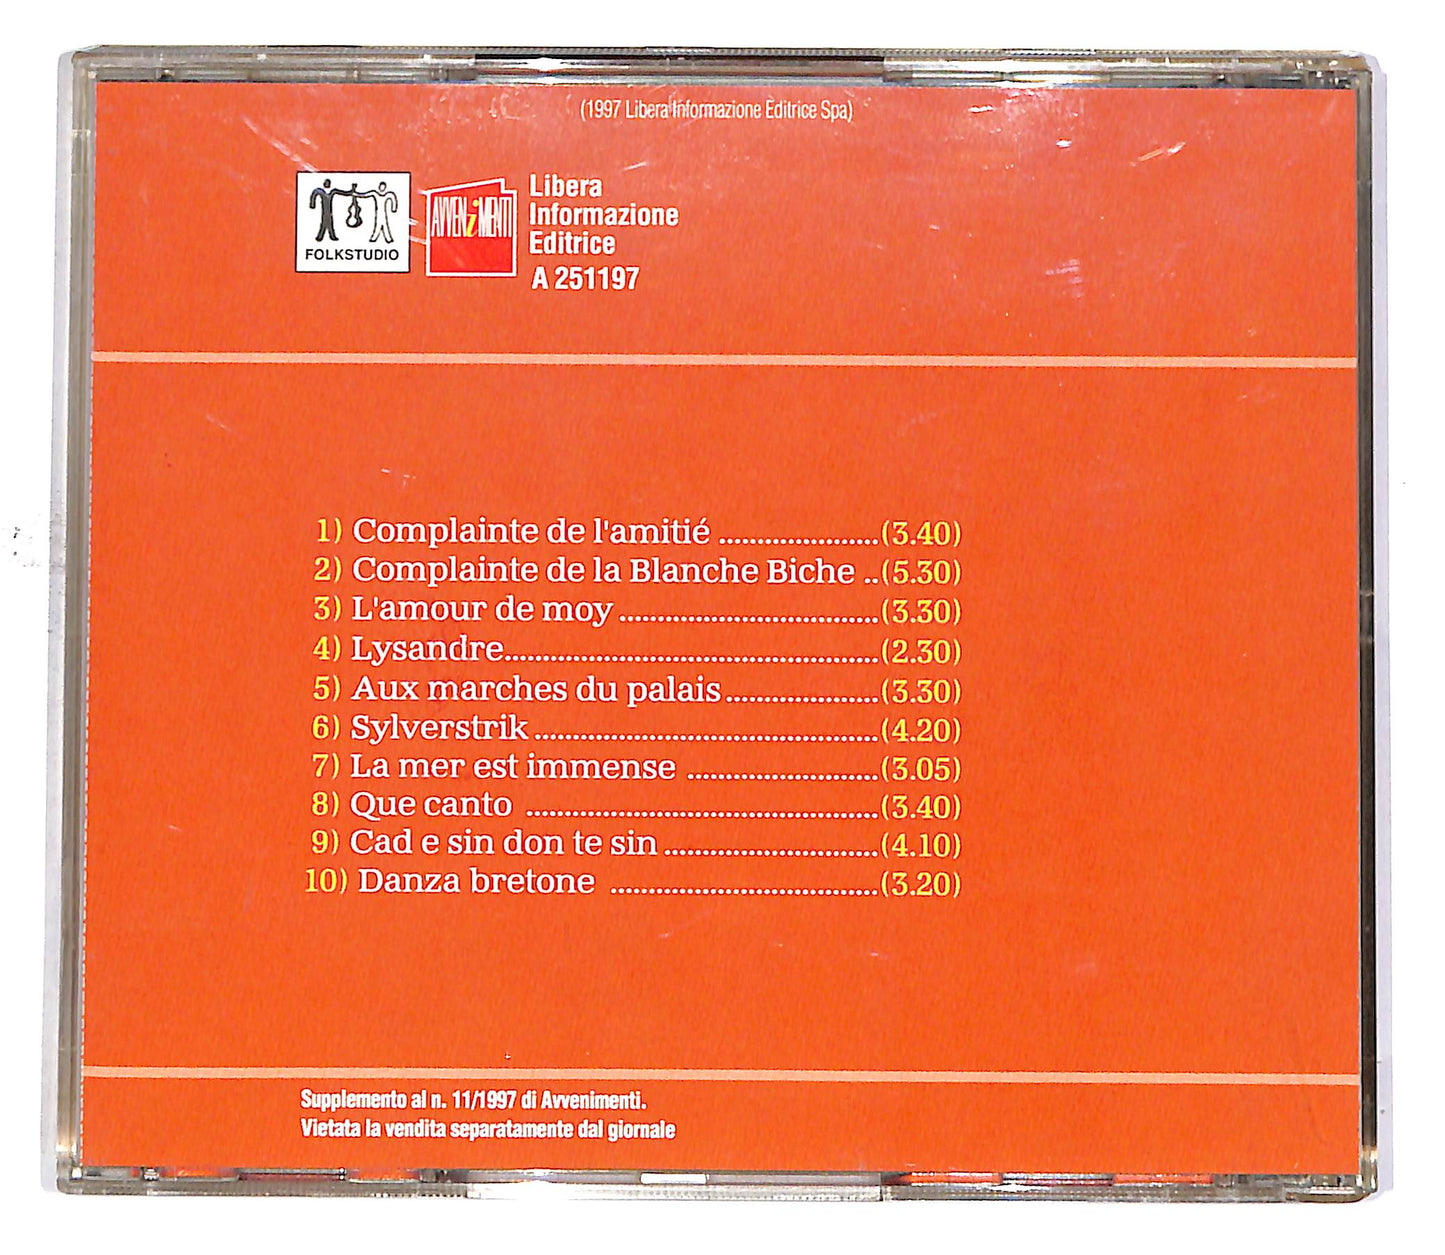 (1997 Libera Informazione Editrice Spa)
FOLKSTUDIO
AVVENiMENTI
Libera
Informazione
Editrice
A 251197
1) Complainte de l'amitié .....................(3.40)
2) Complainte de la Blanche Biche ..(5.30)
3) L'amour de moy ..................................(3.30)
4) Lysandre.................................................(2.30)
5) Aux marches du palais ....................(3.30)
6) Sylverstrik .............................................(4.20)
7) La mer est immense .........................(3.05)
8) Que canto ..............................................(3.40)
9) Cad e sin don te sin ............................(4.10)
10) Danza bretone ...................................(3.20)
Supplemento al n. 11/1997 di Avvenimenti.
Vietata la vendita separatamente dal giornale